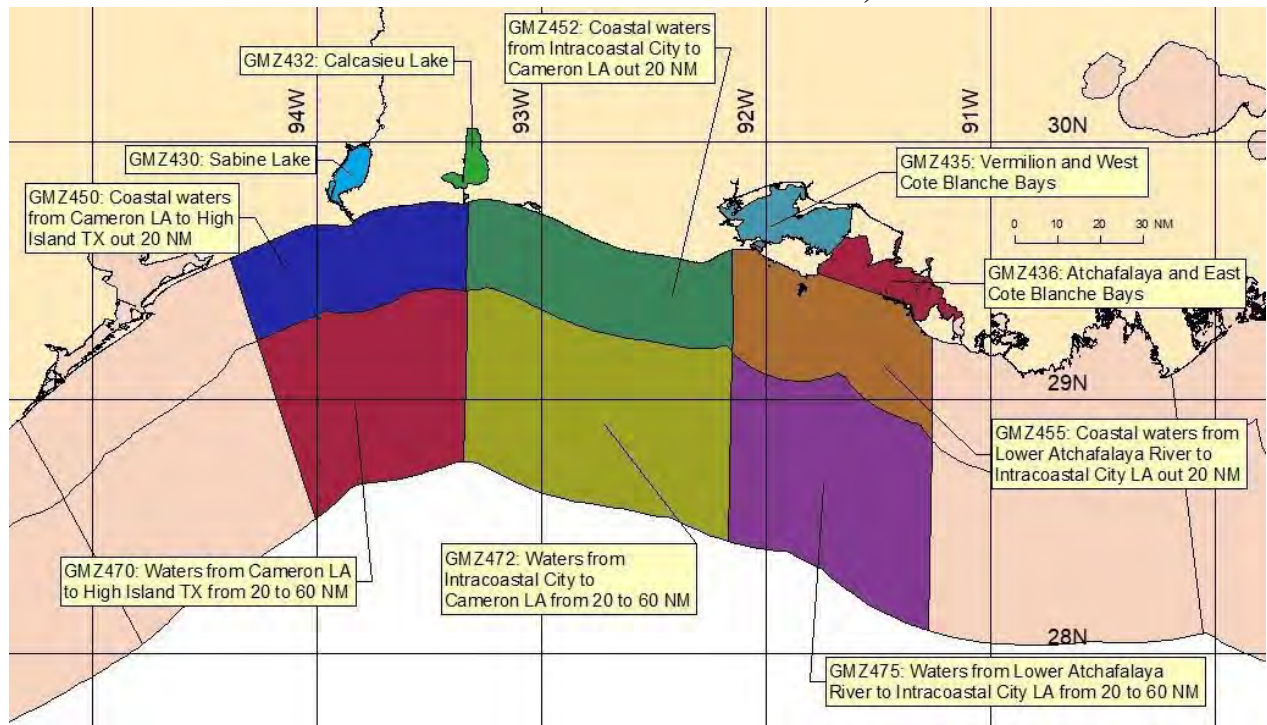 GMZ452: Coastal waters
from Intracoastal City to
Cameron LA out 20 NM
GMZ432: Calcasieu Lake
94W
93W
92W
91W
30N
GMZ430: Sabine Lake
GMZ435: Vermilion and West
Cote Blanche Bays
GMZ450: Coastal waters
from Cameron LA to High
Island TX out 20 NM
0 10 20 30 NM
GMZ436: Atchafalaya and East
Cote Blanche Bays
29N
GMZ455: Coastal waters from
Lower Atchafalaya River to
Intracoastal City LA out 20 NM
GMZ470: Waters from Cameron LA
to High Island TX from 20 to 60 NM
GMZ472: Waters from
Intracoastal City to
Cameron LA from 20 to 60 NM
28N
GMZ475: Waters from Lower Atchafalaya
River to Intracoastal City LA from 20 to 60 NM